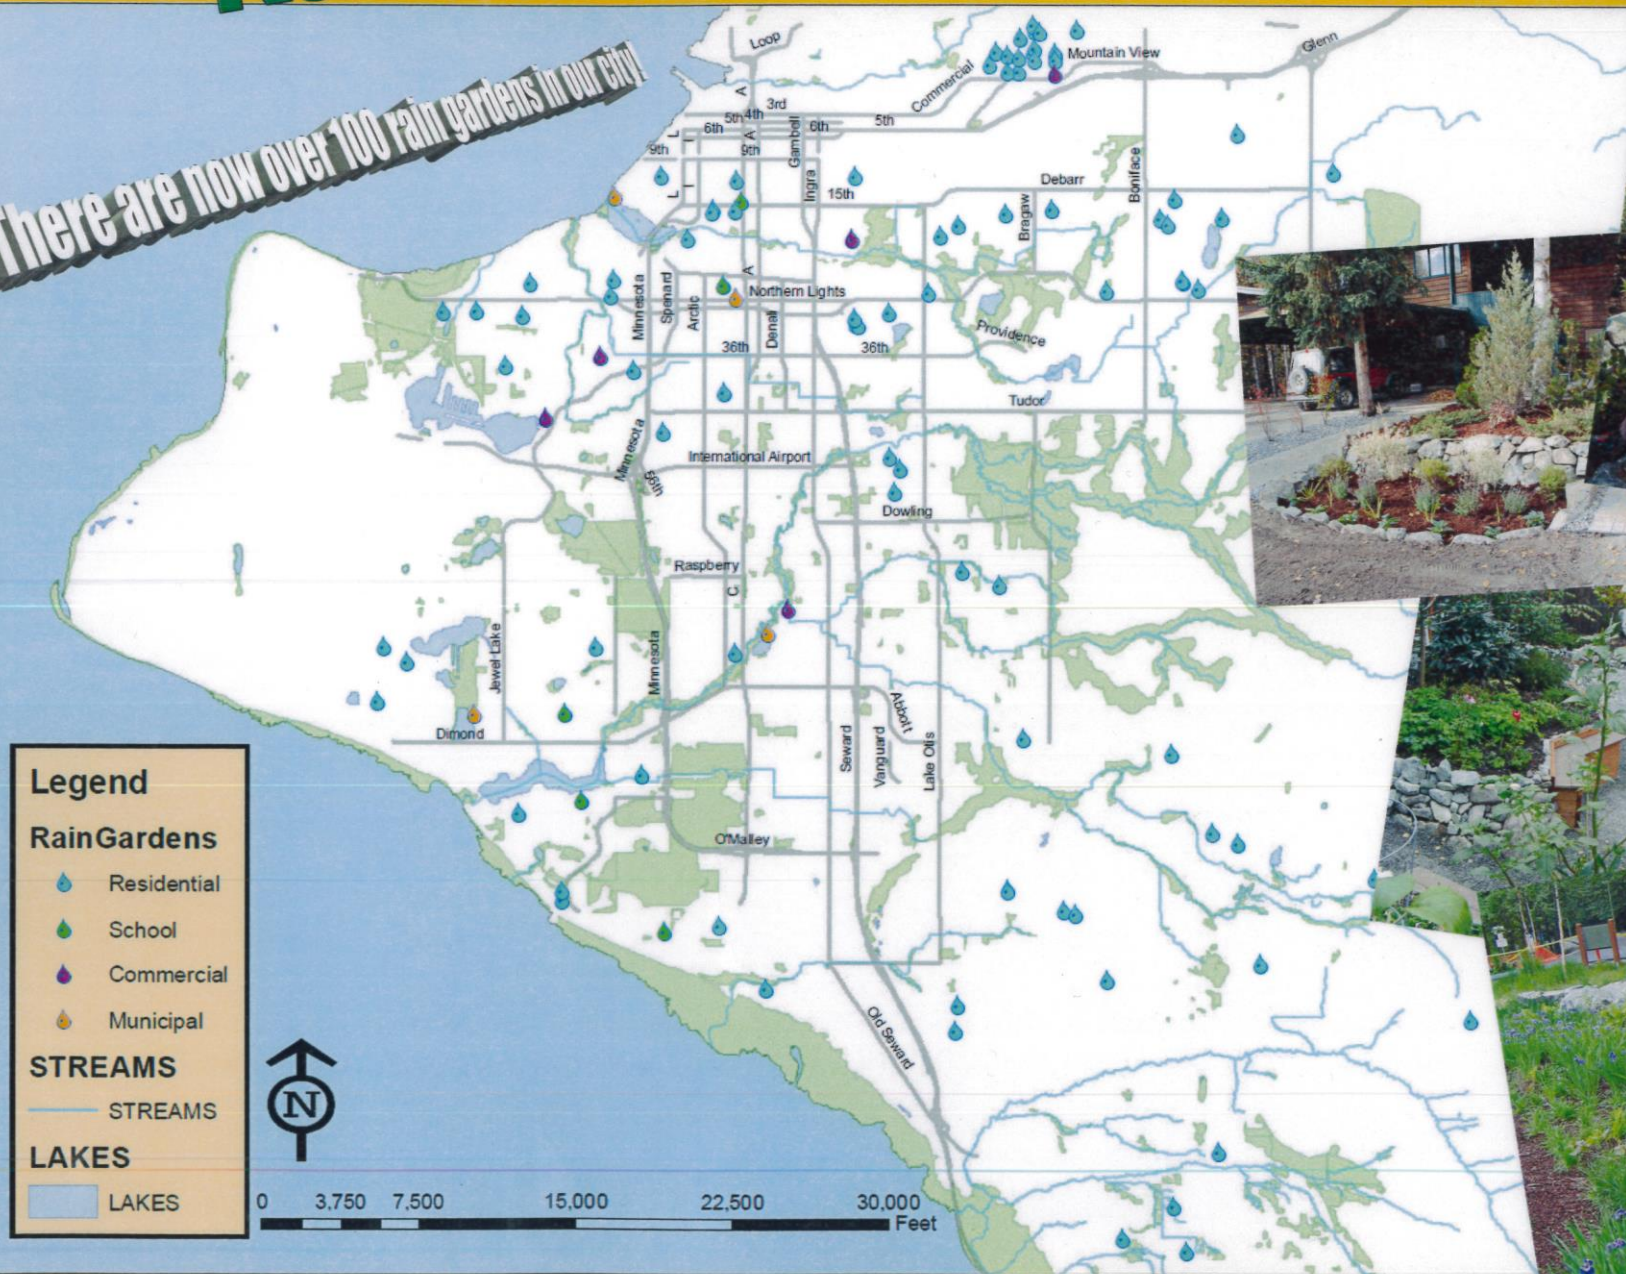 There are now over 100 rain gardens in our city!
Loop
Glenn
Mountain View
Commercial
A
3rd
4th
5th
5th
6th
6th
L
I
A
9th
9th
Gambell
Ingra
15th
Debarr
Bragaw
Boniface
L
I
A
Minnesota
Spenard
Arctic
Northern Lights
Denali
36th
36th
Providence
Tudor
Minnesota
International Airport
66th
Dowling
Raspberry
C
Jewel Lake
Minnesota
Dimond
Seward
Vanguard
Abbott
Lake Otis
O'Malley
Old Seward
Legend
RainGardens
Residential
School
Commercial
Municipal
STREAMS
STREAMS
LAKES
LAKES
N
0 3,750 7,500 15,000 22,500 30,000
Feet